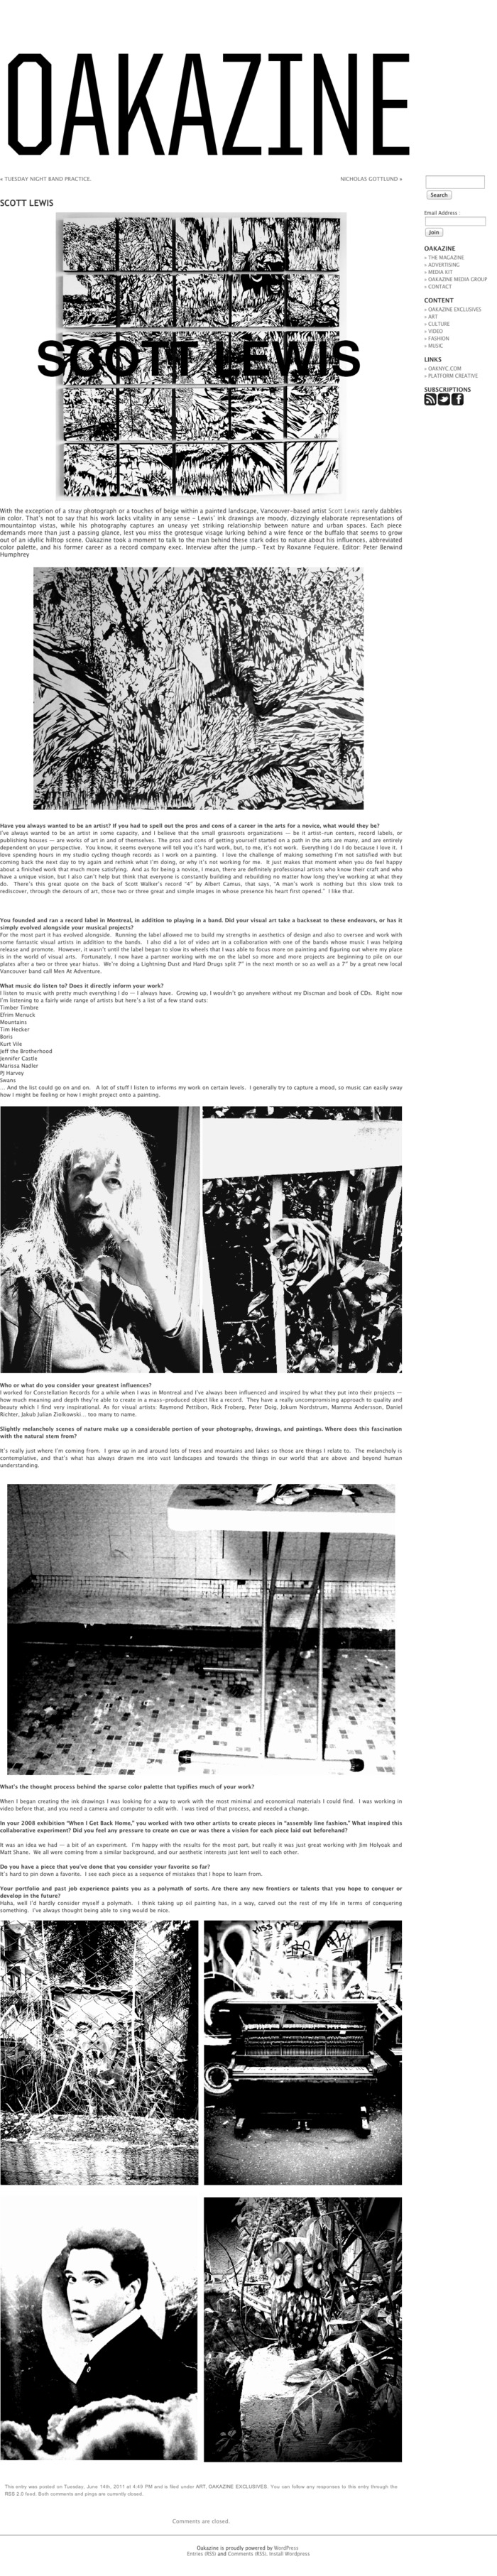 OAKAZINE
« TUESDAY NIGHT BAND PRACTICE.
NICHOLAS GOTTLUND »
SCOTT LEWIS
SCOTT LEWIS
With the exception of a stray photograph or a touches of beige within a painted landscape, Vancouver-based artist Scott Lewis rarely dabbles
in color. That's not to say that his work lacks vitality in any sense – Lewis' ink drawings are moody, dizzyingly elaborate representations of
mountaintop vistas, while his photography captures an uneasy yet striking relationship between nature and urban spaces. Each piece
demands more than just a passing glance, lest you miss the grotesque visage lurking behind a wire fence or the buffalo that seems to grow
out of an idyllic hilltop scene. Oakazine took a moment to talk to the man behind these stark odes to nature about his influences, abbreviated
color palette, and his former career as a record company exec. Interview after the jump.- Text by Roxanne Fequiere. Editor: Peter Berwind
Humphrey
Have you always wanted to be an artist? If you had to spell out the pros and cons of a career in the arts for a novice, what would they be?
I've always wanted to be an artist in some capacity, and I believe that the small grassroots organizations — be it artist-run centers, record labels, or
publishing houses — are works of art in and of themselves. The pros and cons of getting yourself started on a path in the arts are many, and are entirely
dependent on your perspective. You know, it seems everyone will tell you that it's hard work, but, to me, it's not work. Everything I do I do because I love it. I
love spending hours in my studio cycling though records as I work on a painting. I love the challenge of making something I'm not satisfied with but
coming back the next day to try again and rethink what I'm doing, or why it's not working for me. It just makes that moment when you do feel happy
about a finished work that much more satisfying. And as for being a novice, I mean, there are definitely professional artists who know their craft and who
have a unique vision, but I also can't help but think that everyone is constantly building and rebuilding no matter how long they're working at what they
do. There's this great quote on the back of Scott Walker's record "4" by Albert Camus, that says, "A man's work is nothing but this slow trek to
rediscover, through the detours of art, those two or three great and simple images in whose presence his heart first opened." I like that.
You founded and ran a record label in Montreal, in addition to playing in a band. Did your visual art take a backseat to these endeavors, or has it
simply evolved alongside your musical projects?
For the most part it has evolved alongside. Running the label allowed me to build my strengths in aesthetics of design and also to oversee and work with
some fantastic visual artists in addition to the bands. I also did a lot of video art in a collaboration with one of the bands whose music I was helping
release and promote. However, it wasn't until the label began to slow its wheels that I was able to focus more on painting and figuring out where my place
is in the world of visual arts. Fortunately, I now have a partner working with me on the label so more and more projects are beginning to pile on our
plates after a two or three year hiatus. We're doing a Lightning Dust and Hard Drugs split 7" in the next month or so as well as a 7" by a great new local
Vancouver band call Men At Adventure.
What music do listen to? Does it directly inform your work?
I listen to music with pretty much everything I do — I always have. Growing up, I wouldn't go anywhere without my Discman and book of CDs. Right now
I'm listening to a fairly wide range of artists but here's a list of a few stand outs:
Timber Timbre
Efrim Menuck
Mountains
Tim Hecker
Boris
Kurt Vile
Jeff the Brotherhood
Jennifer Castle
Marissa Nadler
PJ Harvey
Swans
… And the list could go on and on. A lot of stuff I listen to informs my work on certain levels. I generally try to capture a mood, so music can easily sway
how I might be feeling or how I might project onto a painting.
Who or what do you consider your greatest influences?
I worked for Constellation Records for a while when I was in Montreal and I've always been influenced and inspired by what they put into their projects —
how much meaning and depth they're able to create in a mass-produced object like a record. They have a really uncompromising approach to quality and
beauty which I find very inspirational. As for visual artists, Raymond Pettibon, Rick Froberg, Peter Doig, Jokum Nordstrum, Mamma Andersson, Daniel
Richter, Jakub Julian Ziolkowski… too many to name.
Slightly melancholy scenes of nature make up a considerable portion of your photography, drawings, and paintings. Where does this fascination
with the natural stem from?
It's really just where I'm coming from. I grew up in and around lots of trees and mountains and lakes so those are things I relate to. The melancholy is
contemplative, and that's what has always drawn me into vast landscapes and towards the things in our world that are above and beyond human
understanding.
What's the thought process behind the sparse color palette that typifies much of your work?
When I began creating the ink drawings I was looking for a way to work with the most minimal and economical materials I could find. I was working in
video before that, and you need a camera and computer to edit with. I was tired of that process, and needed a change.
In your 2008 exhibition "When I Get Back Home," you worked with two other artists to create pieces in "assembly line fashion." What inspired this
collaborative experiment? Did you feel any pressure to create on cue or was there a vision for each piece laid out beforehand?
It was an idea we had — a bit of an experiment. I'm happy with the results for the most part, but really it was just great working with Jim Holyoak and
Matt Shane. We all were coming from a similar background, and our aesthetic interests just lent well to each other.
Do you have a piece that you've done that you consider your favorite so far?
It's hard to pin down a favorite. I see each piece as a sequence of mistakes that I hope to learn from.
Your portfolio and past job experience paints you as a polymath of sorts. Are there any new frontiers or talents that you hope to conquer or
develop in the future?
Haha, well I'd hardly consider myself a polymath. I think taking up oil painting has, in a way, carved out the rest of my life in terms of conquering
something. I've always thought being able to sing would be nice.
This entry was posted on Tuesday, June 14th, 2011 at 4:49 PM and is filed under ART, OAKAZINE EXCLUSIVES. You can follow any responses to this entry through the
RSS 2.0 feed. Both comments and pings are currently closed.
Comments are closed.
Search
Email Address
Join
OAKAZINE
» THE MAGAZINE
» ADVERTISING
» MEDIA KIT
» OAKAZINE MEDIA GROUP
» CONTACT
CONTENT
» OAKAZINE EXCLUSIVES
» ART
» CULTURE
» VIDEO
» FASHION
» MUSIC
LINKS
» OAKNYC.COM
» PLATFORM CREATIVE
SUBSCRIPTIONS
Oakazine is proudly powered by WordPress
Entries (RSS) and Comments (RSS). Install Wordpress